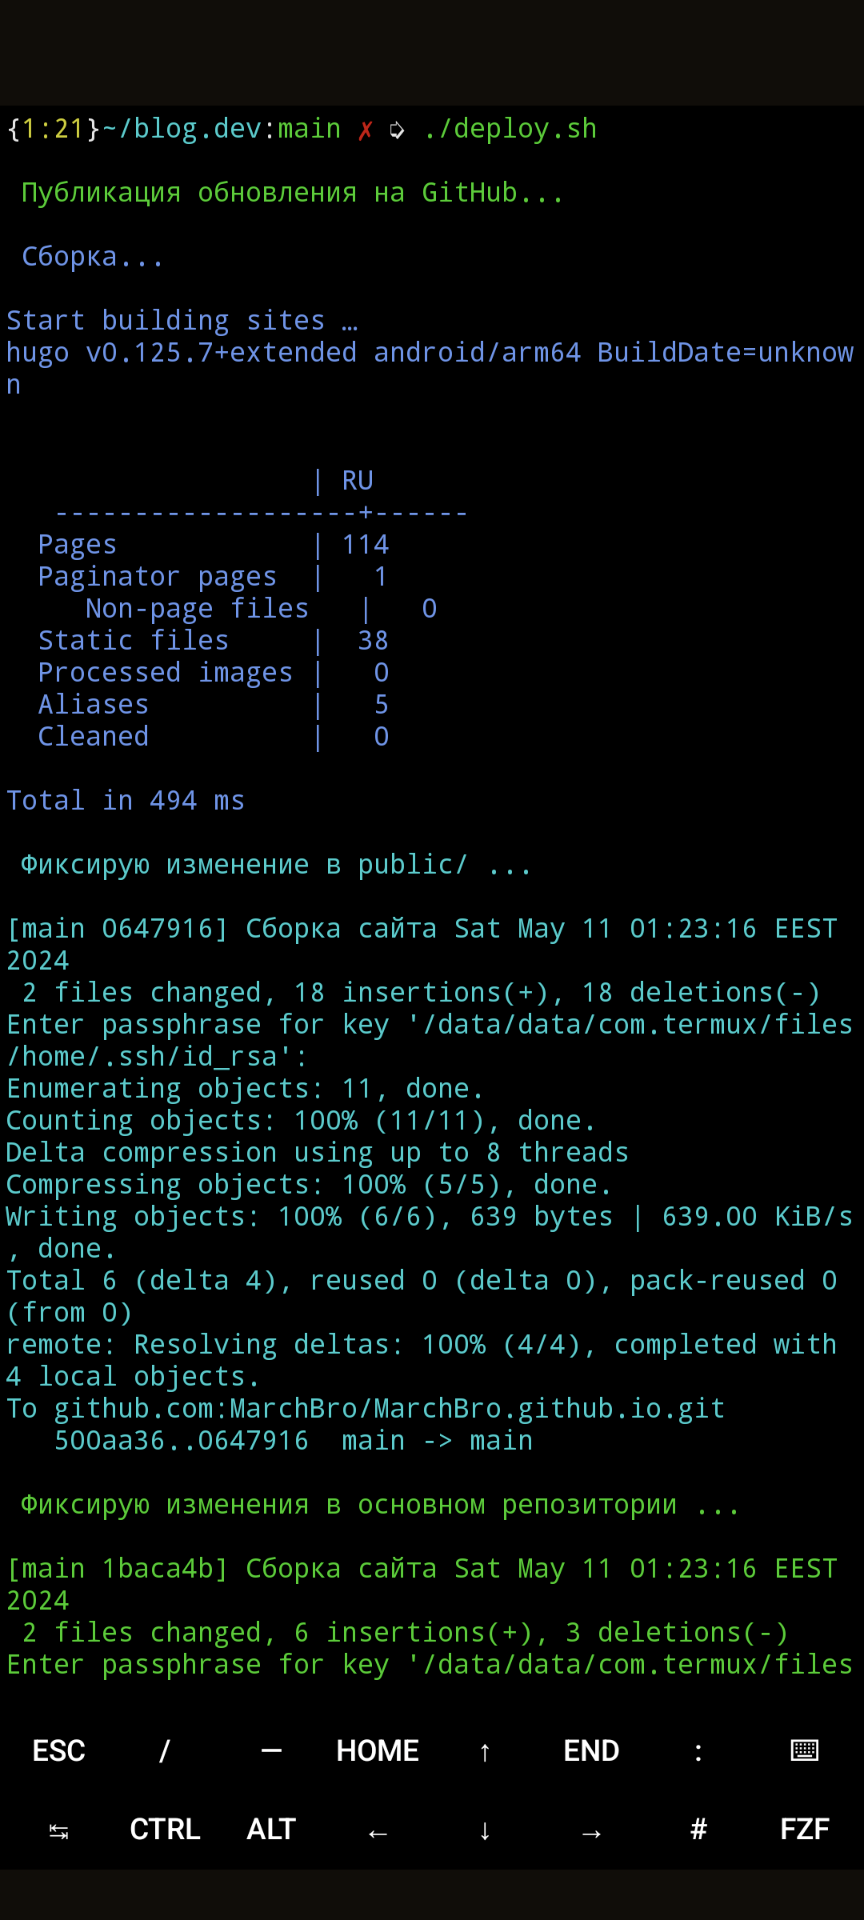 {1:21}~/blog.dev:main ✗ ➭ ./deploy.sh
Публикация обновления на GitHub...
Сборка...
Start building sites …
hugo v0.125.7+extended android/arm64 BuildDate=unknow
n
| RU
-------------------+------
Pages | 114
Paginator pages | 1
Non-page files | 0
Static files | 38
Processed images | 0
Aliases | 5
Cleaned | 0
Total in 494 ms
Фиксирую изменение в public/ ...
[main 0647916] Сборка сайта Sat May 11 01:23:16 EEST
2024
2 files changed, 18 insertions(+), 18 deletions(-)
Enter passphrase for key '/data/data/com.termux/files
/home/.ssh/id_rsa':
Enumerating objects: 11, done.
Counting objects: 100% (11/11), done.
Delta compression using up to 8 threads
Compressing objects: 100% (5/5), done.
Writing objects: 100% (6/6), 639 bytes | 639.00 KiB/s
, done.
Total 6 (delta 4), reused 0 (delta 0), pack-reused 0
(from 0)
remote: Resolving deltas: 100% (4/4), completed with
4 local objects.
To github.com:MarchBro/MarchBro.github.io.git
500aa36..0647916 main -> main
Фиксирую изменения в основном репозитории ...
[main 1baca4b] Сборка сайта Sat May 11 01:23:16 EEST
2024
2 files changed, 6 insertions(+), 3 deletions(-)
Enter passphrase for key '/data/data/com.termux/files
ESC / — HOME ↑ END : ⌨
↹ CTRL ALT ← ↓ → # FZF